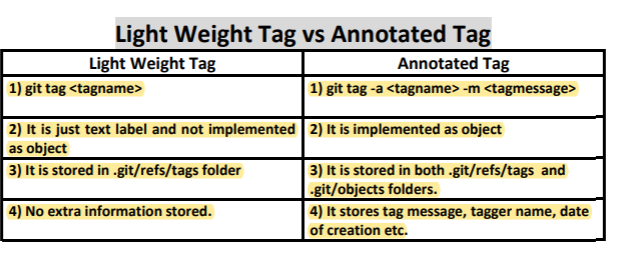 Light Weight Tag vs Annotated Tag
Light Weight Tag
Annotated Tag
1) git tag <tagname>
1) git tag -a <tagname> -m <tagmessage>
2) It is just text label and not implemented
as object
2) It is implemented as object
3) It is stored in .git/refs/tags folder
3) It is stored in both .git/refs/tags and
.git/objects folders.
4) No extra information stored.
4) It stores tag message, tagger name, date
of creation etc.